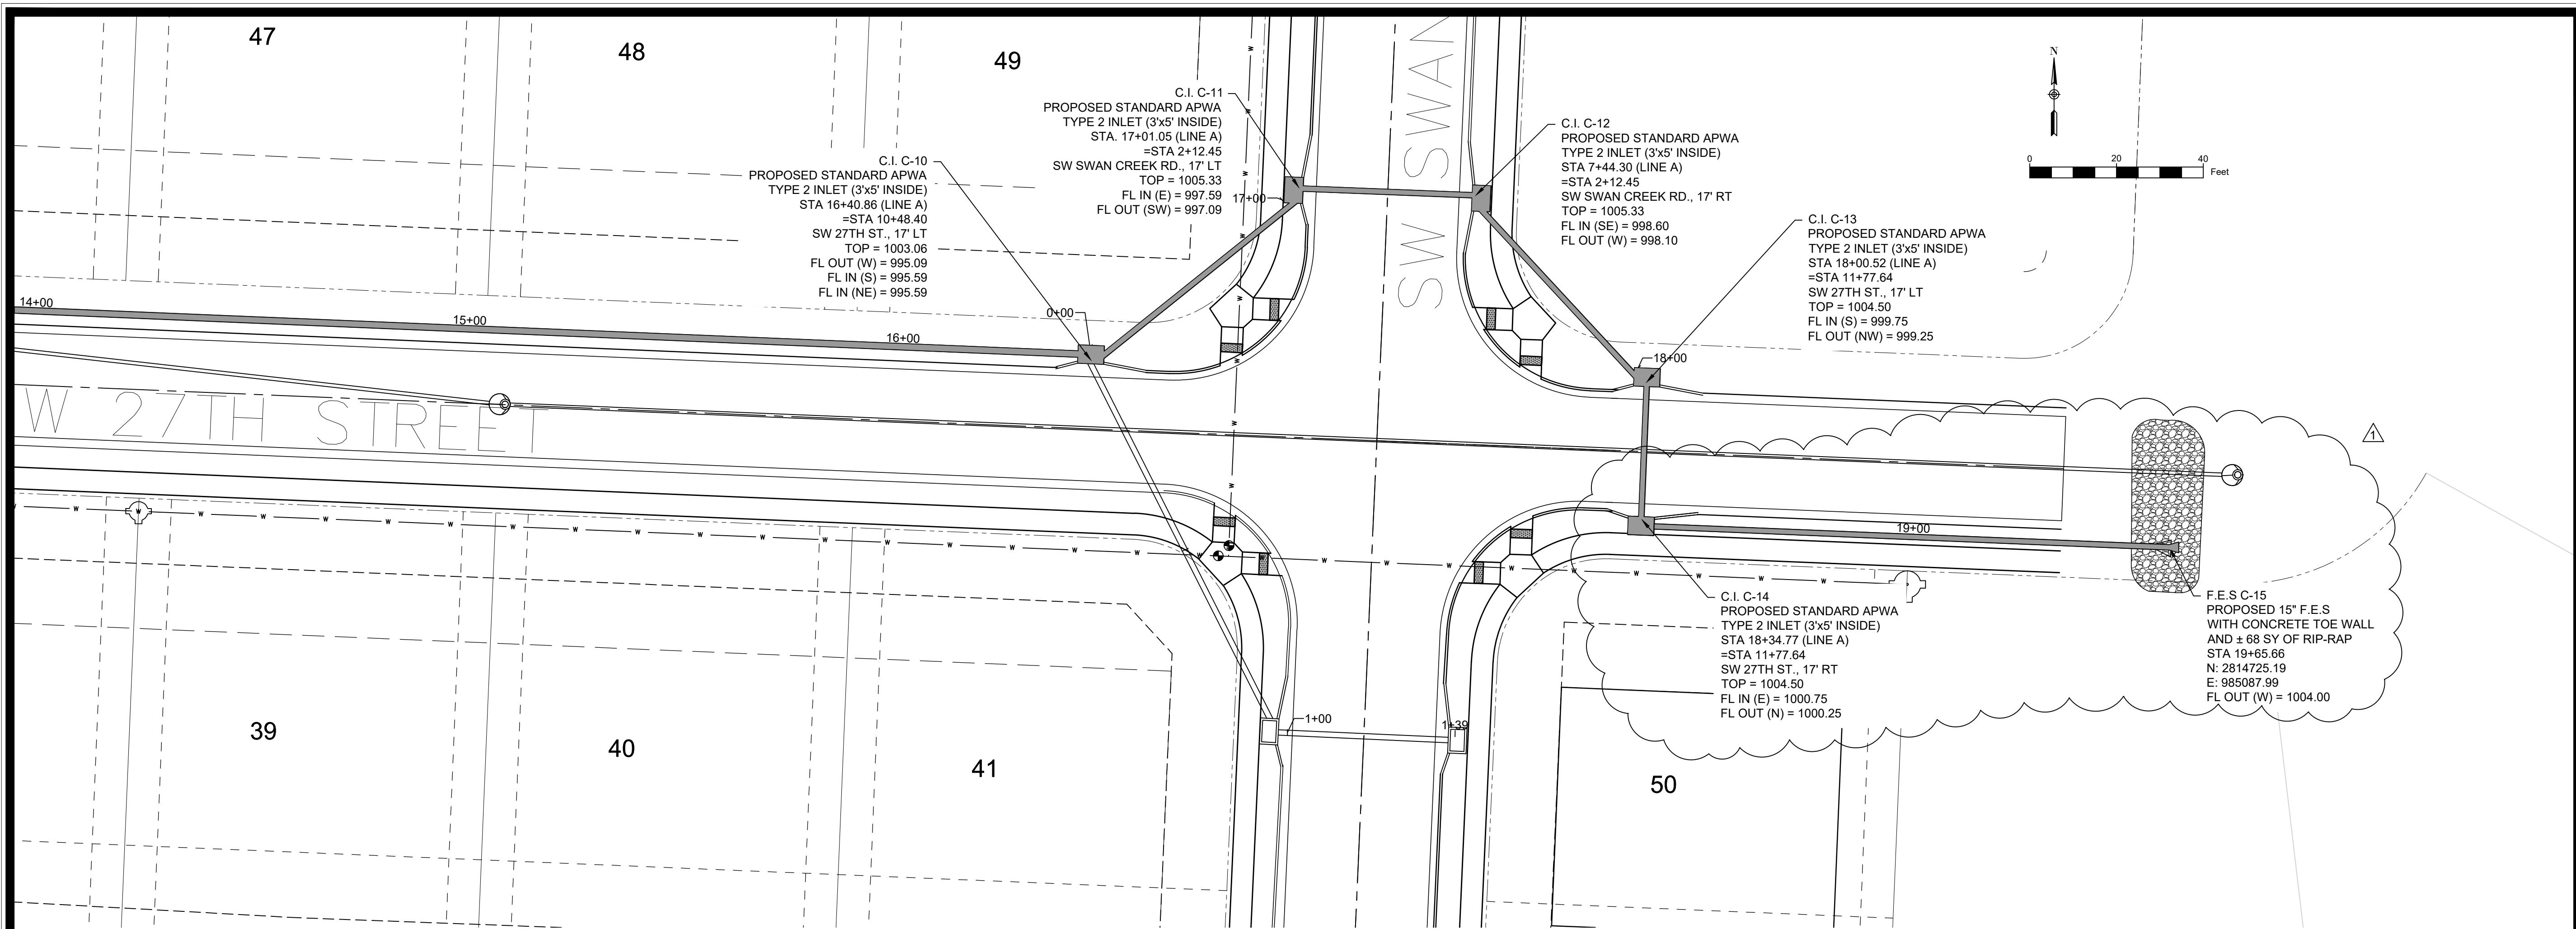 47
48
49
C.I. C-11
PROPOSED STANDARD APWA
TYPE 2 INLET (3'x5' INSIDE)
STA. 17+01.05 (LINE A)
=STA 2+12.45
SW SWAN CREEK RD., 17' LT
TOP = 1005.33
FL IN (E) = 997.59
FL OUT (SW) = 997.09
C.I. C-10
PROPOSED STANDARD APWA
TYPE 2 INLET (3'x5' INSIDE)
STA 16+40.86 (LINE A)
=STA 10+48.40
SW 27TH ST., 17' LT
TOP = 1003.06
FL OUT (W) = 995.09
FL IN (S) = 995.59
FL IN (NE) = 995.59
C.I. C-12
PROPOSED STANDARD APWA
TYPE 2 INLET (3'x5' INSIDE)
STA 7+44.30 (LINE A)
=STA 2+12.45
SW SWAN CREEK RD., 17' RT
TOP = 1005.33
FL IN (SE) = 998.60
FL OUT (W) = 998.10
C.I. C-13
PROPOSED STANDARD APWA
TYPE 2 INLET (3'x5' INSIDE)
STA 18+00.52 (LINE A)
=STA 11+77.64
SW 27TH ST., 17' LT
TOP = 1004.50
FL IN (S) = 999.75
FL OUT (NW) = 999.25
N
0 20 40
Feet
SW SWAN
17+00
14+00
15+00
16+00
0+00
18+00
W 27TH STREET
W W W W W W W W W W W W W W W W W W W W W W W W W W W W W W W W W W W W
1
19+00
C.I. C-14
PROPOSED STANDARD APWA
TYPE 2 INLET (3'x5' INSIDE)
STA 18+34.77 (LINE A)
=STA 11+77.64
SW 27TH ST., 17' RT
TOP = 1004.50
FL IN (E) = 1000.75
FL OUT (N) = 1000.25
F.E.S C-15
PROPOSED 15" F.E.S
WITH CONCRETE TOE WALL
AND ± 68 SY OF RIP-RAP
STA 19+65.66
N: 2814725.19
E: 985087.99
FL OUT (W) = 1004.00
1+00
1+39
39
40
41
50